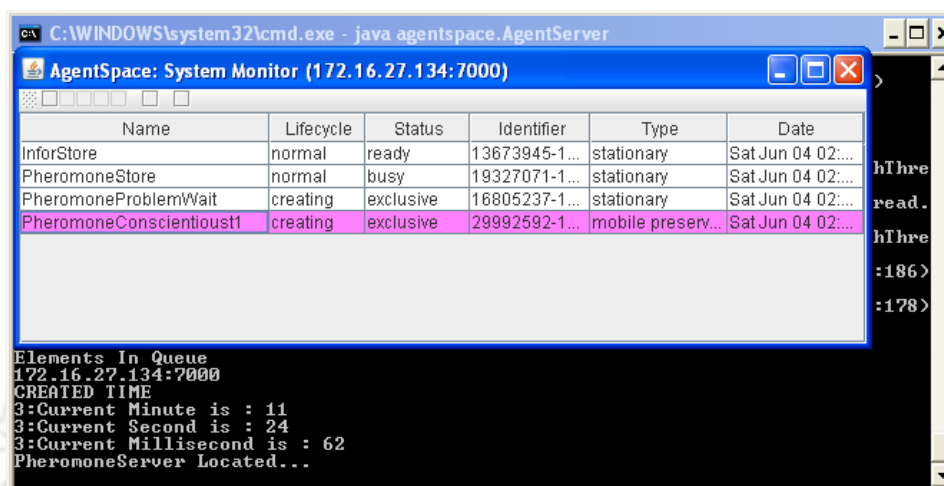 C:\WINDOWS\system32\cmd.exe - java agentspace.AgentServer
AgentSpace: System Monitor (172.16.27.134:7000)
Name Lifecycle Status Identifier Type Date
InforStore normal ready 13673945-1... stationary Sat Jun 04 02:...
PheromoneStore normal busy 19327071-1... stationary Sat Jun 04 02:...
PheromoneProblemWait creating exclusive 16805237-1... stationary Sat Jun 04 02:...
PheromoneConscientioust1 creating exclusive 29992592-1... mobile preserv... Sat Jun 04 02:...
>
hThre
read.
hThre
:186>
:178>
Elements In Queue
172.16.27.134:7000
CREATED TIME
3:Current Minute is : 11
3:Current Second is : 24
3:Current Millisecond is : 62
PheromoneServer Located...